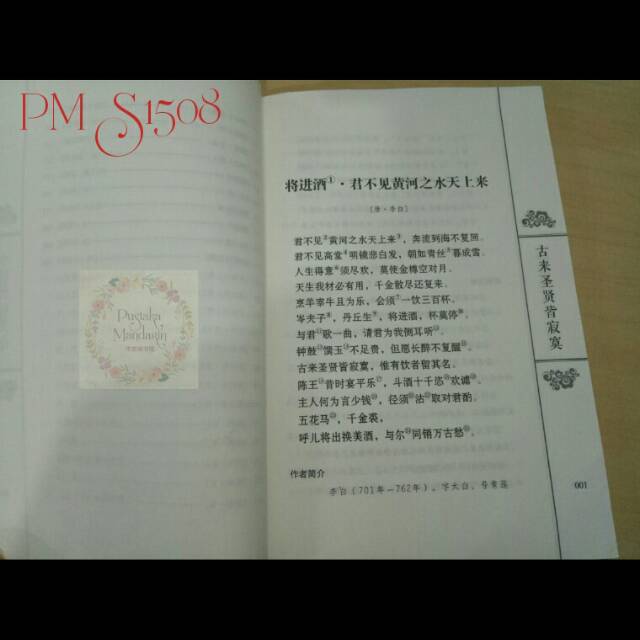 PM S1508
Pustaka
Mandarin
将进酒①·君不见黄河之水天上来
[唐·李白]
君不见②黄河之水天上来③,奔流到海不复回。
君不见高堂④明镜悲白发,朝如青丝⑤暮成雪。
人生得意⑥须尽欢,莫使金樽空对月。
天生我材必有用,千金散尽还复来。
烹羊宰牛且为乐,会须⑦一饮三百杯。
岑夫子⑧,丹丘生⑨,将进酒,杯莫停⑩。
与君⑪歌一曲,请君为我倾耳听⑫。
钟鼓⑬馔玉⑭不足贵,但愿长醉不复醒⑮。
古来圣贤皆寂寞,惟有饮者留其名。
陈王⑯昔时宴平乐⑰,斗酒十千恣⑱欢谑⑲。
主人何为言少钱⑳,径须㉑沽㉒取对君酌。
五花马㉓,千金裘,
呼儿将出换美酒,与尔㉔同销万古愁㉕。
作者简介
李白(701年—762年),字太白,号青莲
古来圣贤皆寂寞
001